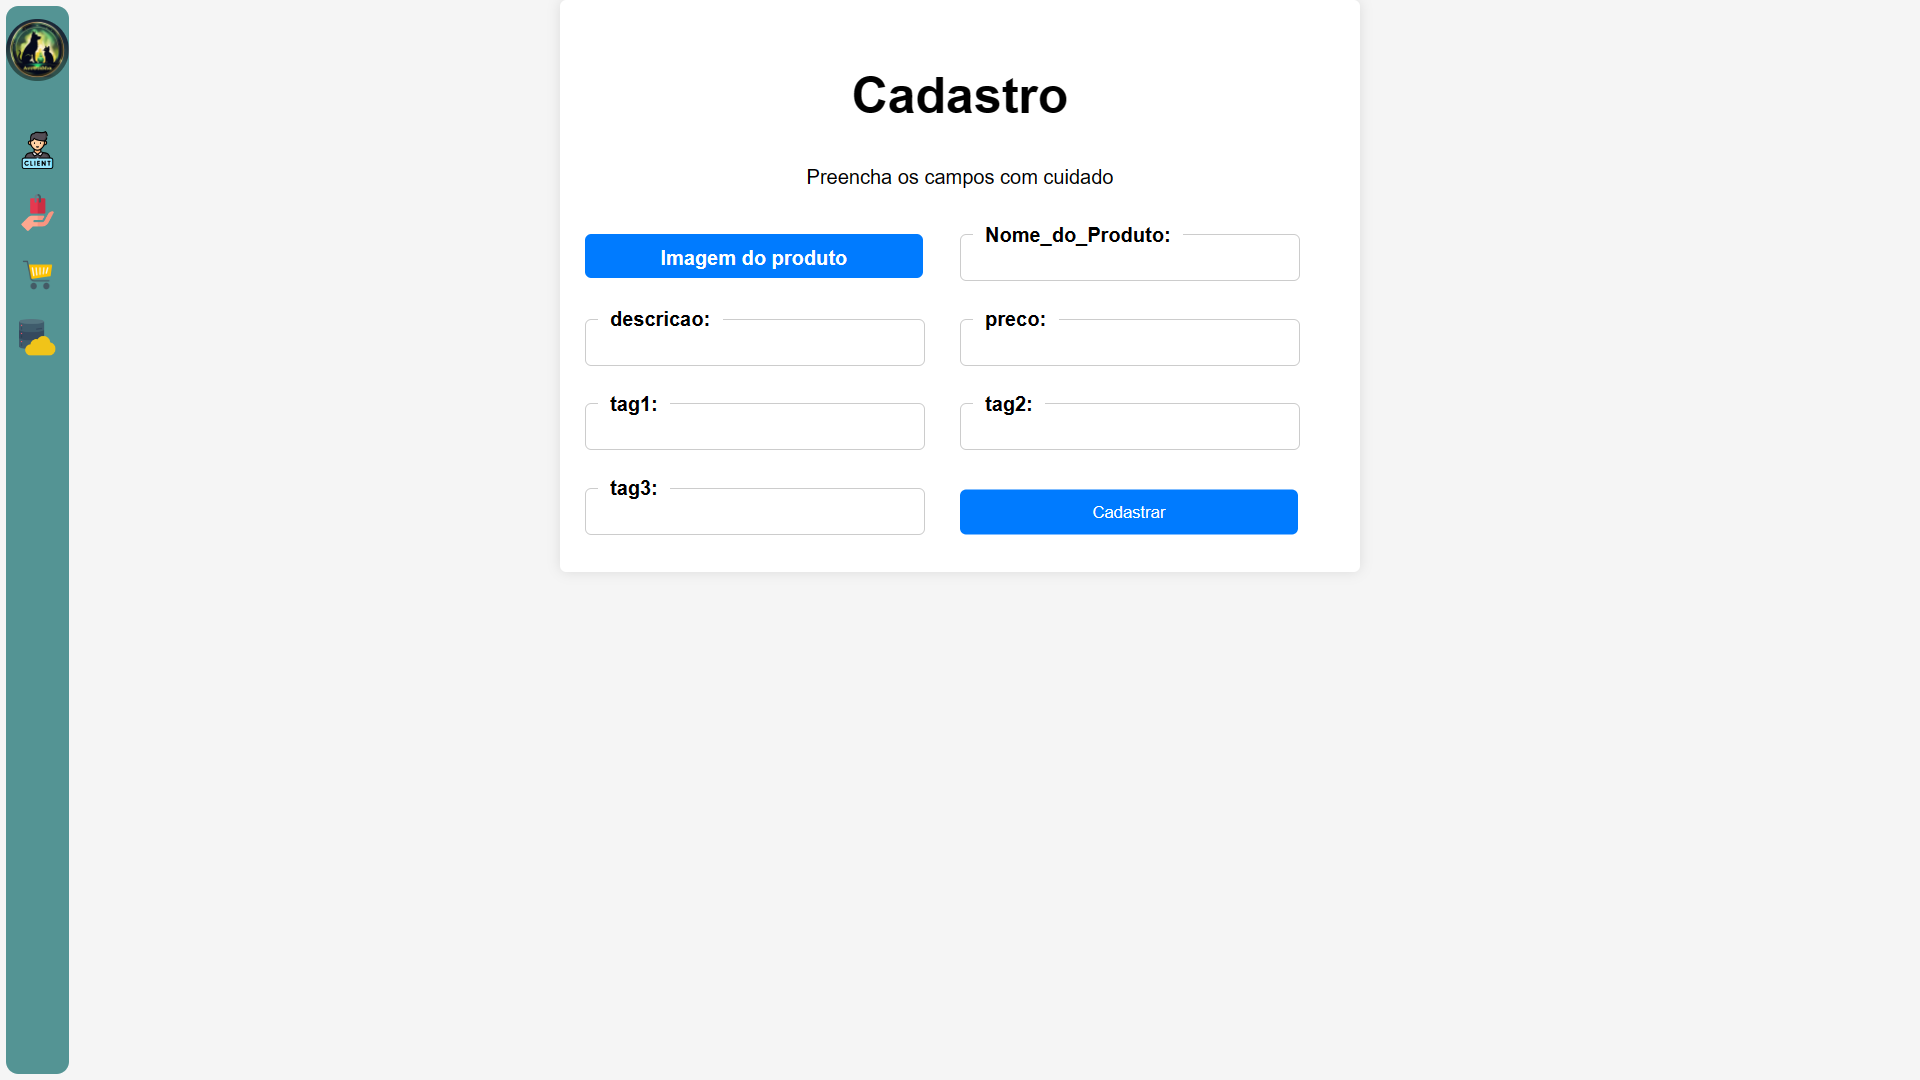 CLIENT
Cadastro
Preencha os campos com cuidado
Imagem do produto
Nome_do_Produto:
descricao:
preco:
tag1:
tag2:
tag3:
Cadastrar